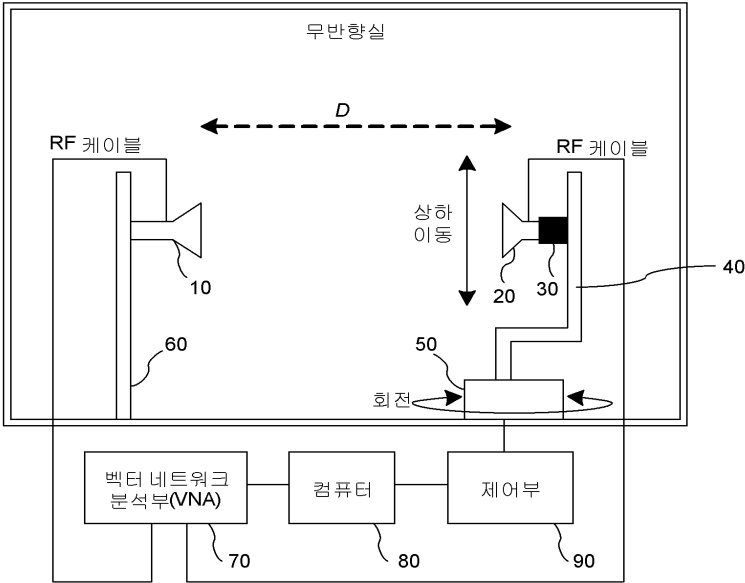 무반향실
D
RF 케이블
RF 케이블
상하
이동
10
20
30
40
60
50
회전
벡터 네트워크
분석부(VNA)
컴퓨터
제어부
70
80
90